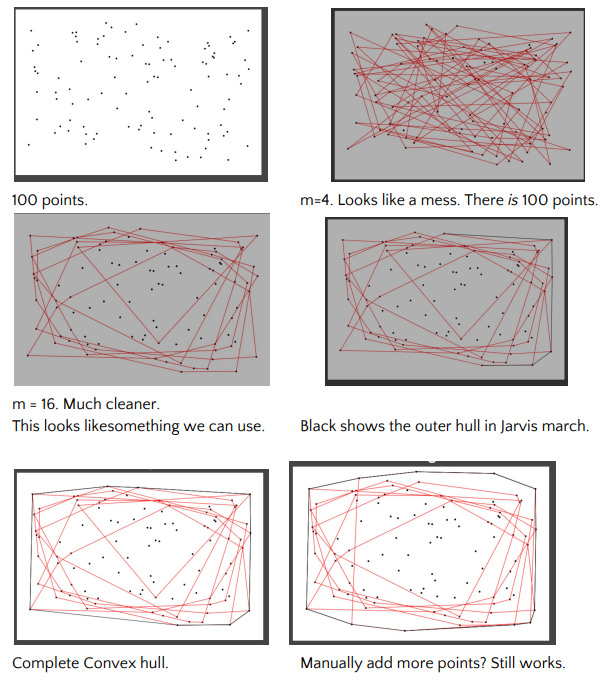 100 points.
m=4. Looks like a mess. There is 100 points.
m = 16. Much cleaner.
This looks likesomething we can use.
Black shows the outer hull in Jarvis march.
Complete Convex hull.
Manually add more points? Still works.